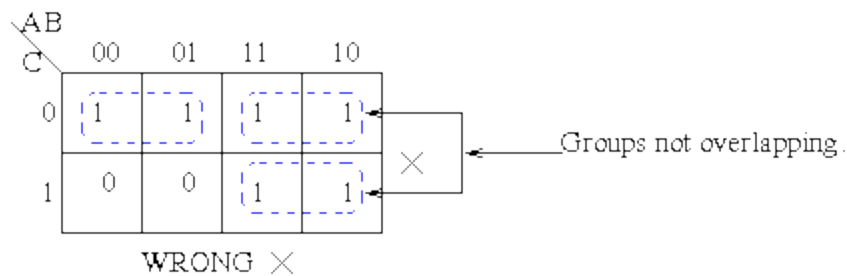 AB
C
00 01 11 10
0 1 1 1 1
Groups not overlapping.
1 0 0 1 1
WRONG ×